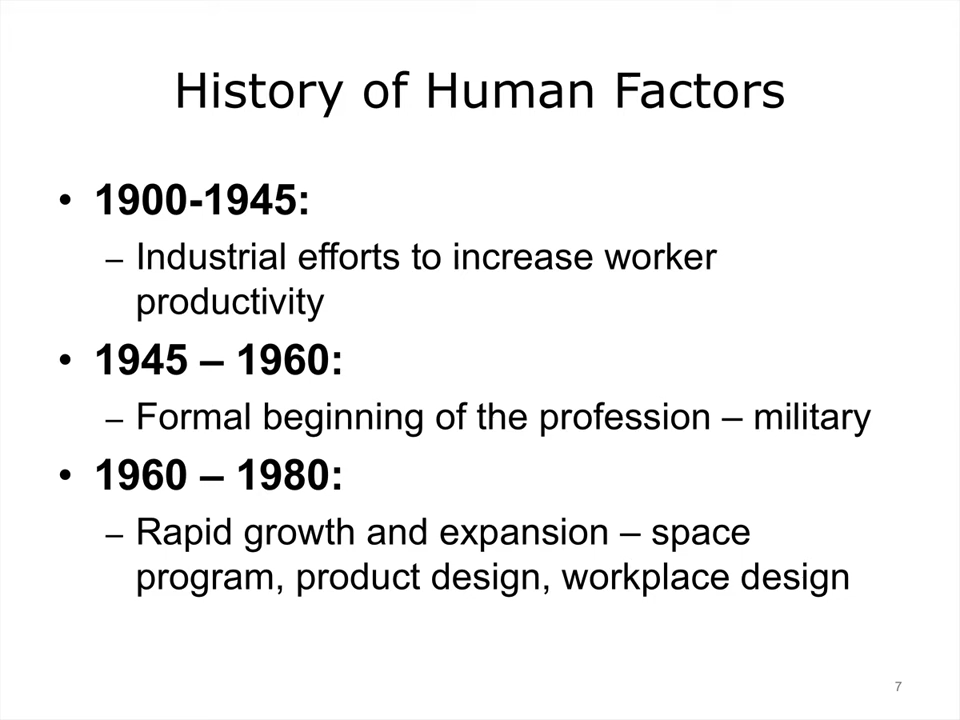 History of Human Factors
• 1900-1945:
– Industrial efforts to increase worker
productivity
• 1945 – 1960:
– Formal beginning of the profession – military
• 1960 – 1980:
– Rapid growth and expansion – space
program, product design, workplace design
7